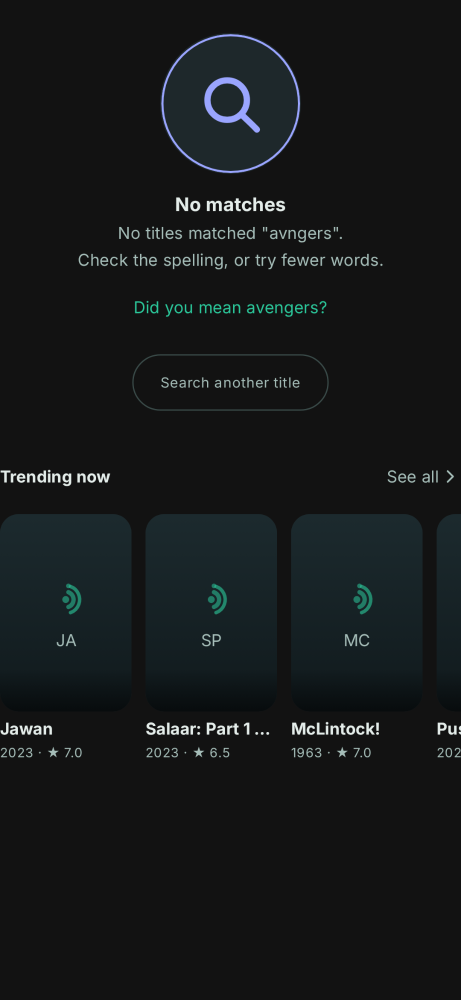 No matches
No titles matched "avngers".
Check the spelling, or try fewer words.
Did you mean avengers?
Search another title
Trending now
See all
JA
SP
MC
Jawan
Salaar: Part 1 ...
McLintock!
Pus
2023 · ★ 7.0
2023 · ★ 6.5
1963 · ★ 7.0
202